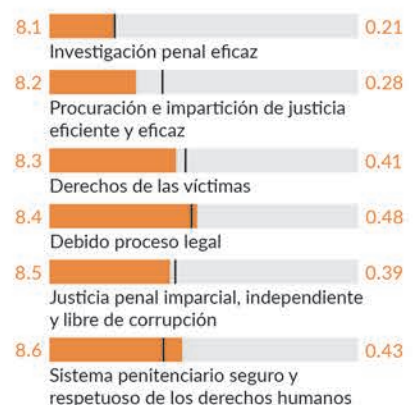 8.1 0.21
Investigación penal eficaz
8.2 0.28
Procuración e impartición de justicia
eficiente y eficaz
8.3 0.41
Derechos de las víctimas
8.4 0.48
Debido proceso legal
8.5 0.39
Justicia penal imparcial, independiente
y libre de corrupción
8.6 0.43
Sistema penitenciario seguro y
respetuoso de los derechos humanos